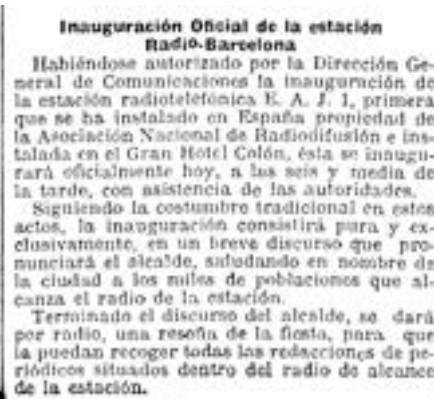 Inauguración Oficial de la estación
Radio-Barcelona
Habiéndose autorizado por la Dirección Ge-
neral de Comunicaciones la inauguración de
la estación radiotelefónica E. A. J. 1, primera
que se ha instalado en España propiedad de
la Asociación Nacional de Radiodifusión e ins-
talada en el Gran Hotel Colón, ésta se inaugu-
rará oficialmente hoy, a las seis y media de
la tarde, con asistencia de las autoridades.
Siguiendo la costumbre tradicional en estos
actos, la inauguración consistirá pura y ex-
clusivamente, en un breve discurso que pro-
nunciará el alcalde, saludando en nombre de
la ciudad a los miles de poblaciones que al-
canza el radio de la estación.
Terminado el discurso del alcalde, se dará
por radio, una reseña de la fiesta, para que
la puedan recoger todas las redacciones de pe-
riódicos situados dentro del radio de alcance
de la estación.